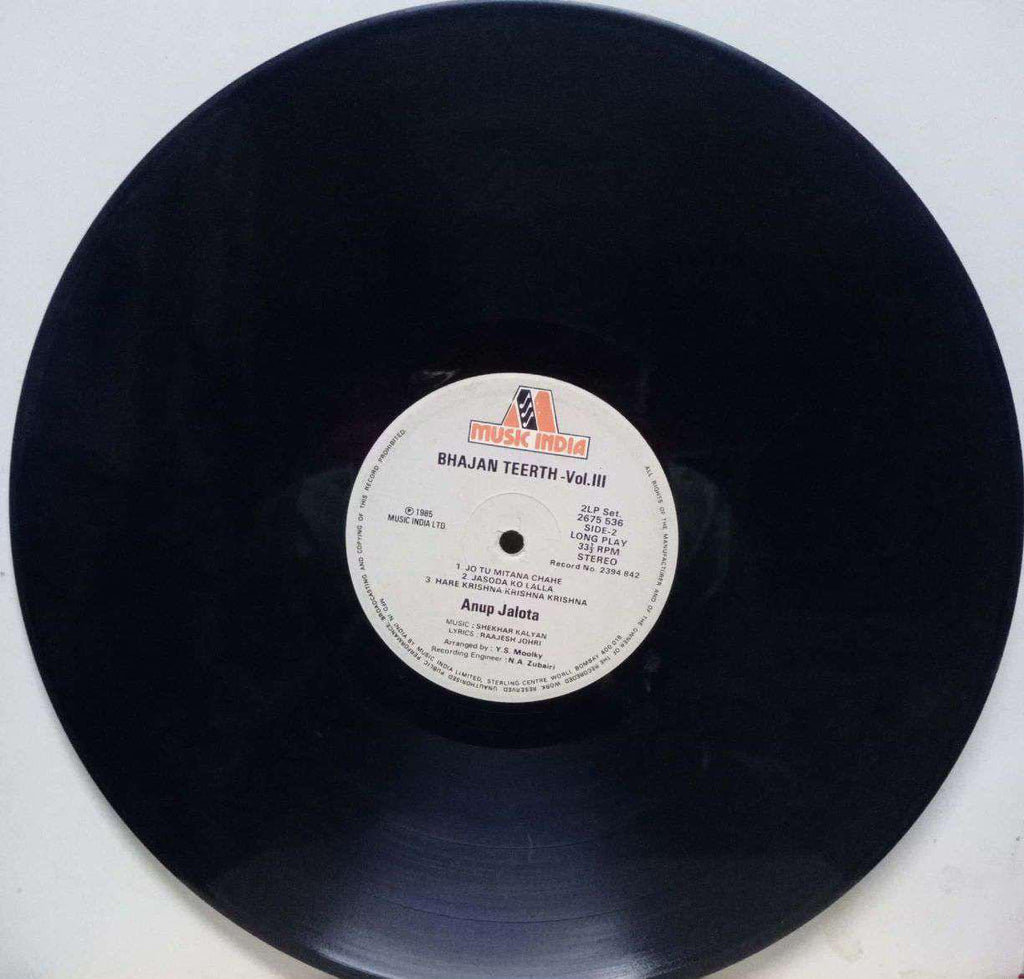 MUSIC INDIA
BHAJAN TEERTH-Vol.III
℗ 1985
MUSIC INDIA LTD.
2LP Set.
2675 536
SIDE-2
LONG PLAY
33⅓ RPM
STEREO
Record No. 2394 842
1 JO TU MITANA CHAHE
2. JASODA KO LALLA
3 HARE KRISHNA-KRISHNA KRISHNA
Anup Jalota
MUSIC : SHEKHAR KALYAN
LYRICS : RAAJESH JOHRI
Arranged by : Y.S. Moolky
Recording Engineer : N.A. Zubairi
ALL RIGHTS OF THE MANUFACTURER AND OF THE OWNER OF THE RECORDED WORK RESERVED UNAUTHORISED PUBLIC PERFORMANCE BROADCASTING AND COPYING OF THIS RECORD PROHIBITED.
MFD. IN INDIA BY MUSIC INDIA LIMITED, STERLING CENTRE WORLI, BOMBAY 400 018